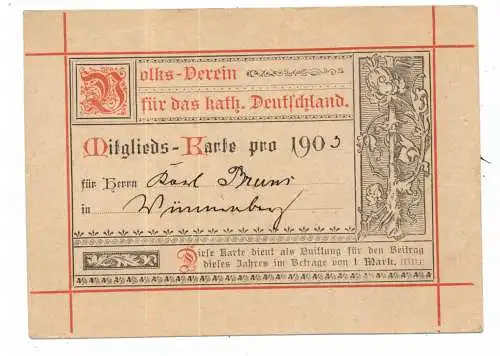 Volks-Verein
für das kath. Deutschland.
Mitglieds-Karte pro 1903
für Herrn Karl Bruns
in Wünnenberg
Diese Karte dient als Quittung für den Beitrag
dieses Jahres im Betrage von 1 Mark.